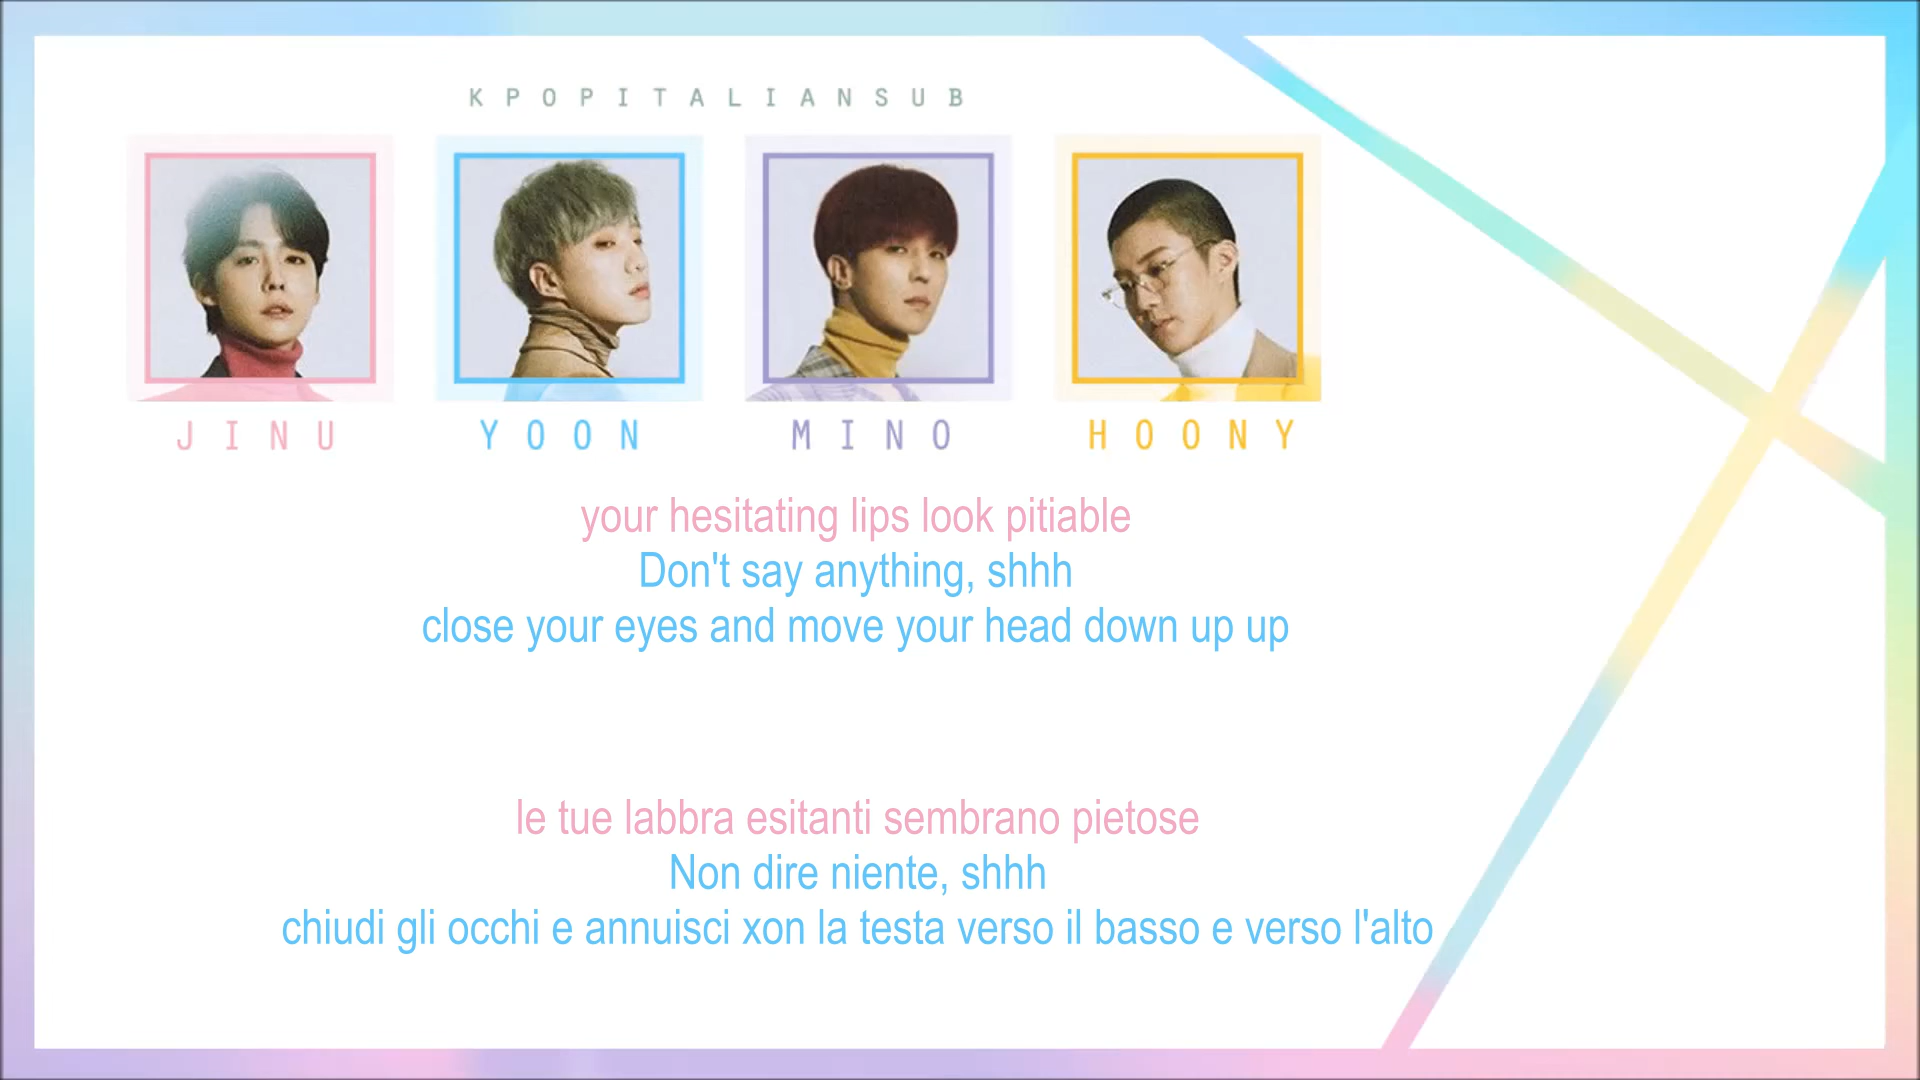 KPOPITALIANSUB
JINU YOON MINO HOONY
your hesitating lips look pitiable
Don't say anything, shhh
close your eyes and move your head down up up
le tue labbra esitanti sembrano pietose
Non dire niente, shhh
chiudi gli occhi e annuisci xon la testa verso il basso e verso l'alto